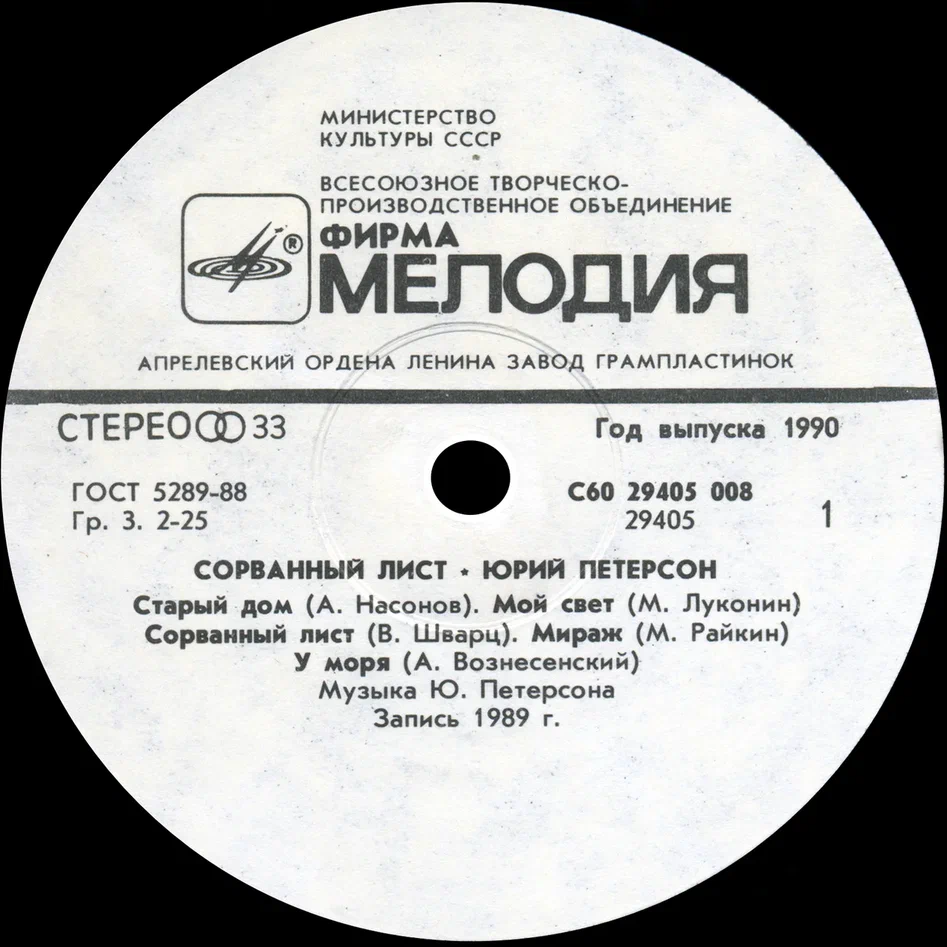 МИНИСТЕРСТВО
КУЛЬТУРЫ СССР
ВСЕСОЮЗНОЕ ТВОРЧЕСКО-
ПРОИЗВОДСТВЕННОЕ ОБЪЕДИНЕНИЕ
®
ФИРМА
МЕЛОДИЯ
АПРЕЛЕВСКИЙ ОРДЕНА ЛЕНИНА ЗАВОД ГРАМПЛАСТИНОК
СТЕРЕО 33
Год выпуска 1990
ГОСТ 5289-88
Гр. 3. 2-25
С60 29405 008
29405
1
СОРВАННЫЙ ЛИСТ ⋆ ЮРИЙ ПЕТЕРСОН
Старый дом (А. Насонов). Мой свет (М. Луконин)
Сорванный лист (В. Шварц). Мираж (М. Райкин)
У моря (А. Вознесенский)
Музыка Ю. Петерсона
Запись 1989 г.